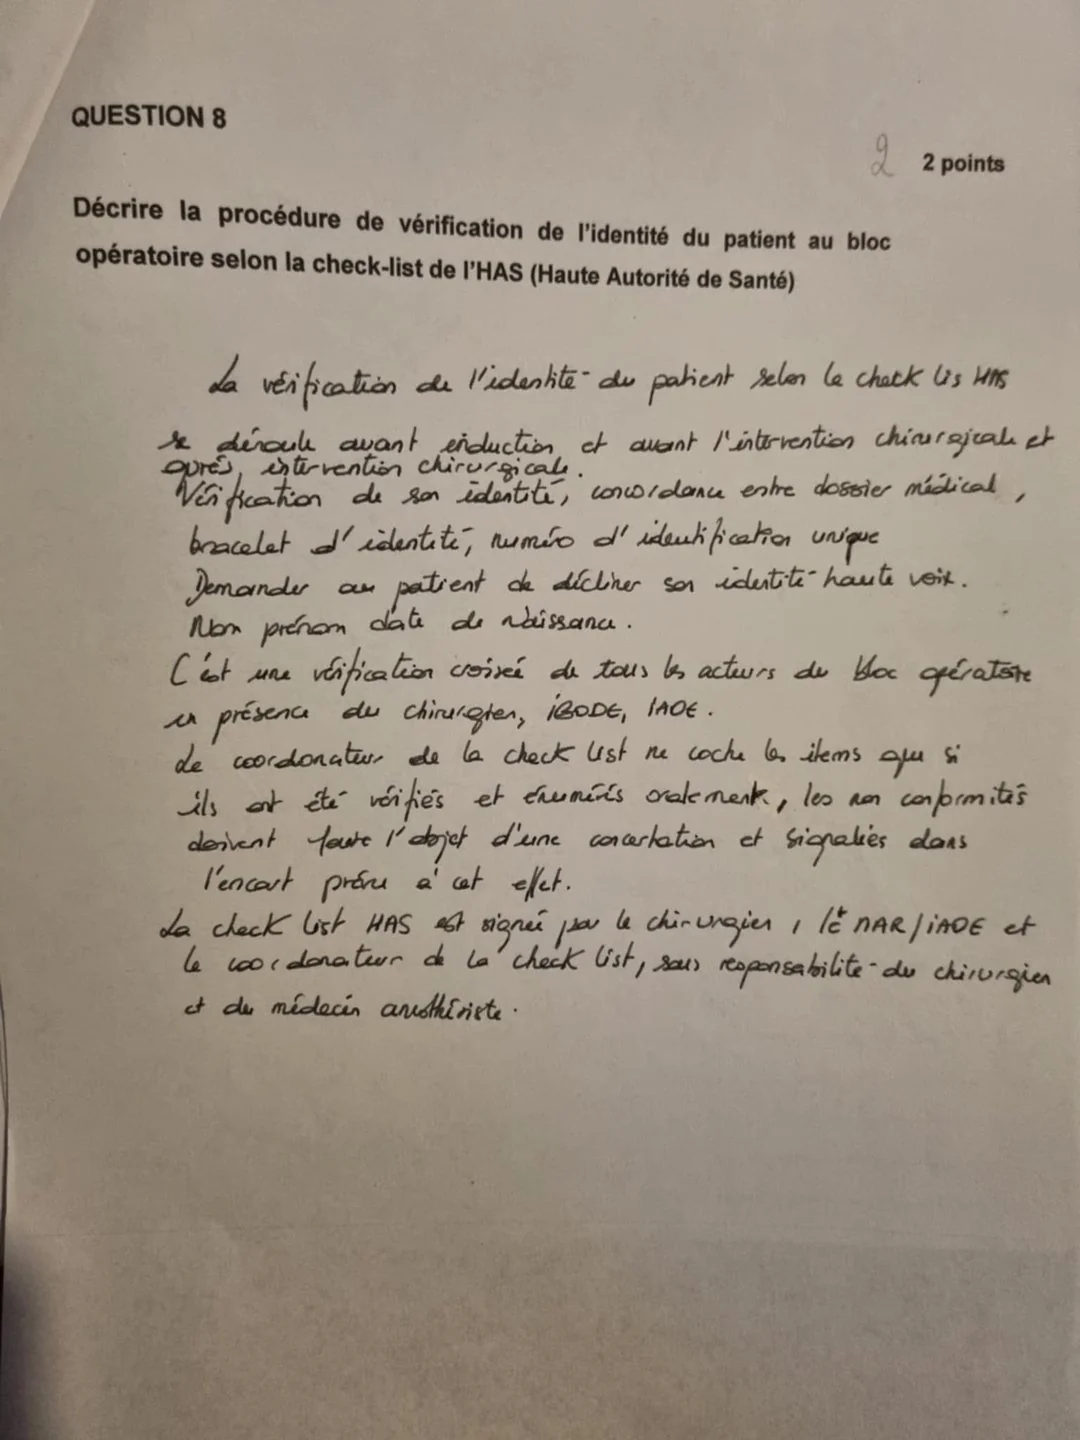 QUESTION 8
2 2 points
Décrire la procédure de vérification de l'identité du patient au bloc
opératoire selon la check-list de l'HAS (Haute Autorité de Santé)
La vérification de l'identité du patient selon la check lis HAS
se déroule avant enduction et avant l'intervention chirurgicale et
après, intervention chirurgicale.
Vérification de son identité, concordance entre dossier médical,
bracelet d'identité, numéro d'identification unique
Demander au patient de décliner son identité haute voix.
Nom prénom date de Naissance.
C'est une vérification croisée de tous les acteurs du bloc opératoire
en présence du chirurgien, iBODE, IADE.
Le coordonateur de la check list ne coche les items que si
ils ont été vérifiés et énumérés oralement, les non conformités
doivent faire l'objet d'une concertation et signalées dans
l'encart prévu à cet effet.
La check list HAS est signée par le chirurgien, le MAR/iADE et
le coordonateur de la check list, sous responsabilité du chirurgien
et du médecin anesthésiste.